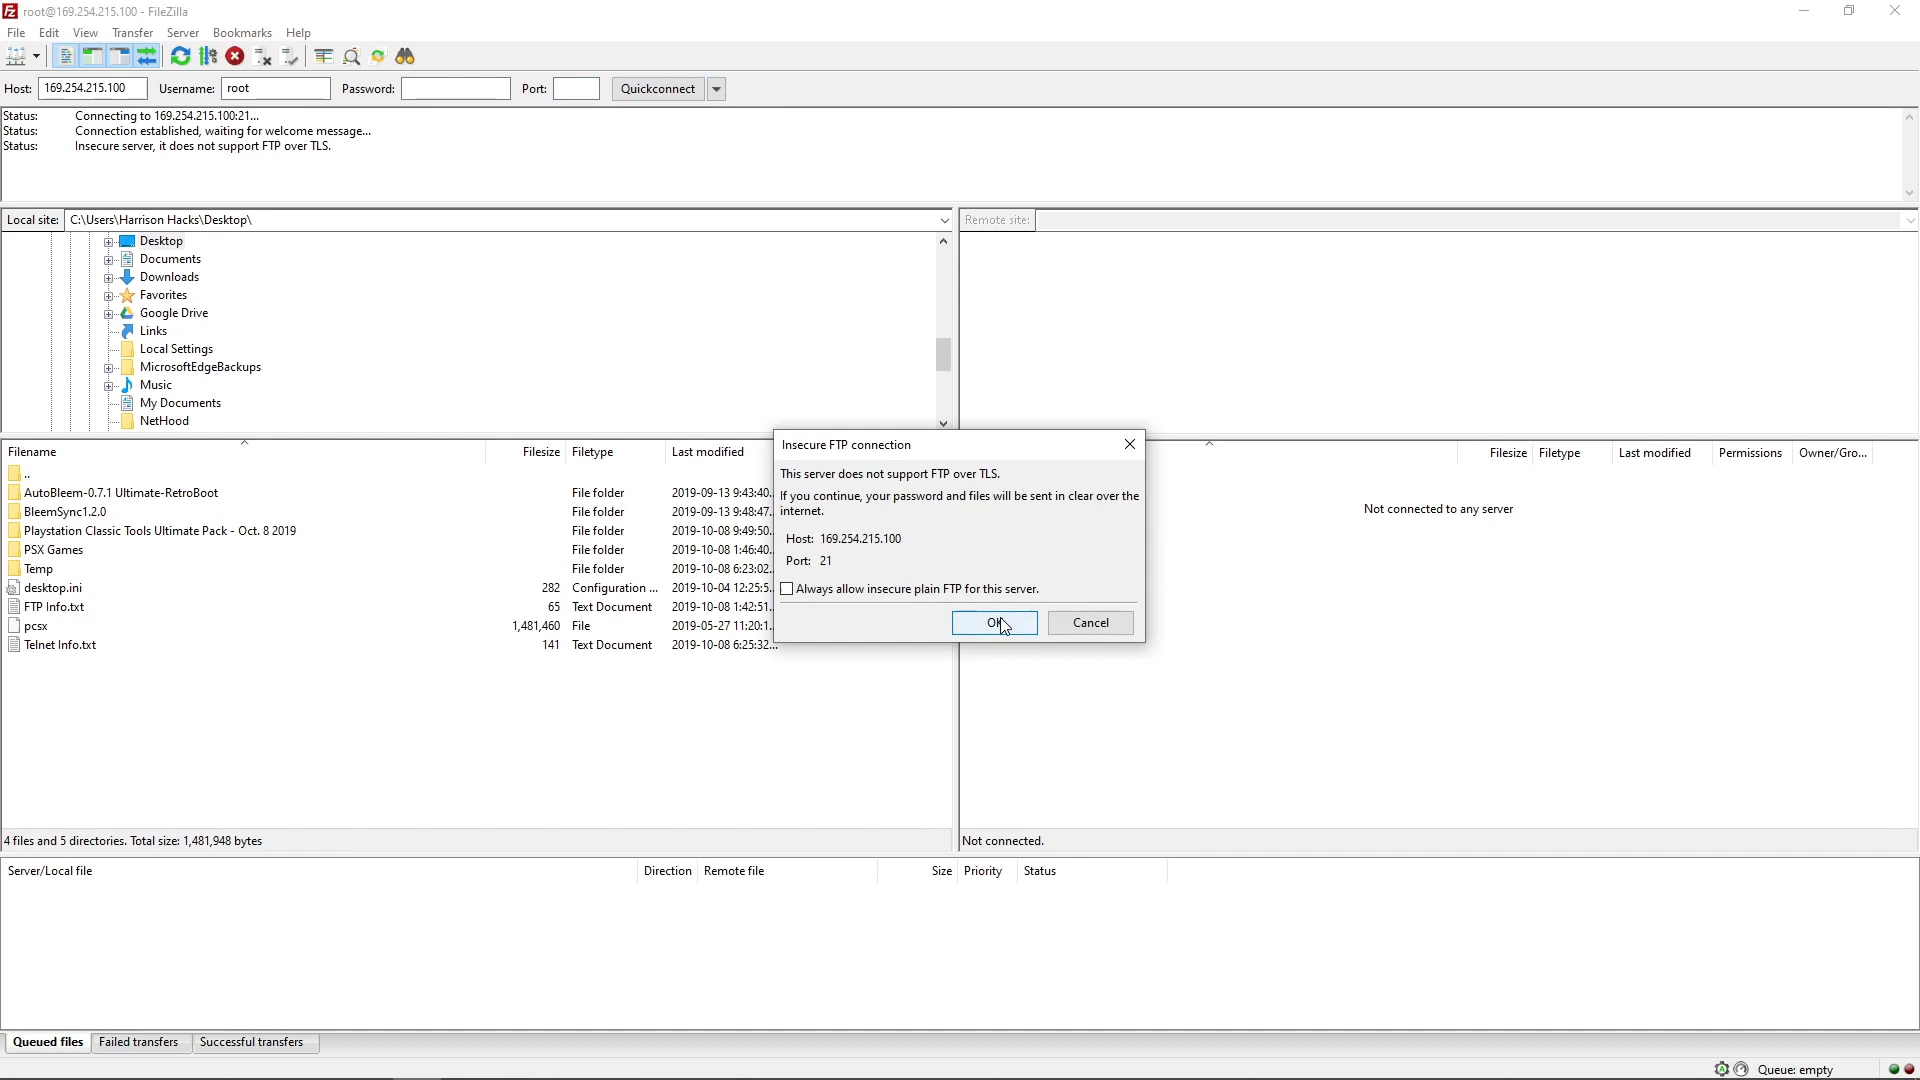 root@169.254.215.100 - FileZilla
File Edit View Transfer Server Bookmarks Help
Host: 169.254.215.100 Username: root Password: Port: Quickconnect
Status: Connecting to 169.254.215.100:21...
Status: Connection established, waiting for welcome message...
Status: Insecure server, it does not support FTP over TLS.
Local site: C:\Users\Harrison Hacks\Desktop\
Desktop
Documents
Downloads
Favorites
Google Drive
Links
Local Settings
MicrosoftEdgeBackups
Music
My Documents
NetHood
Remote site:
Filename Filesize Filetype Last modified
..
AutoBleem-0.7.1 Ultimate-RetroBoot File folder 2019-09-13 9:43:40...
BleemSync1.2.0 File folder 2019-09-13 9:48:47...
Playstation Classic Tools Ultimate Pack - Oct. 8 2019 File folder 2019-10-08 9:49:50...
PSX Games File folder 2019-10-08 1:46:40...
Temp File folder 2019-10-08 6:23:02...
desktop.ini 282 Configuration ... 2019-10-04 12:25:5...
FTP Info.txt 65 Text Document 2019-10-08 1:42:51...
pcsx 1,481,460 File 2019-05-27 11:20:1...
Telnet Info.txt 141 Text Document 2019-10-08 6:25:32...
4 files and 5 directories. Total size: 1,481,948 bytes
Insecure FTP connection
This server does not support FTP over TLS.
If you continue, your password and files will be sent in clear over the
internet.
Host: 169.254.215.100
Port: 21
Always allow insecure plain FTP for this server.
OK Cancel
Filesize Filetype Last modified Permissions Owner/Gro...
Not connected to any server
Not connected.
Server/Local file Direction Remote file Size Priority Status
Queued files Failed transfers Successful transfers
Queue: empty